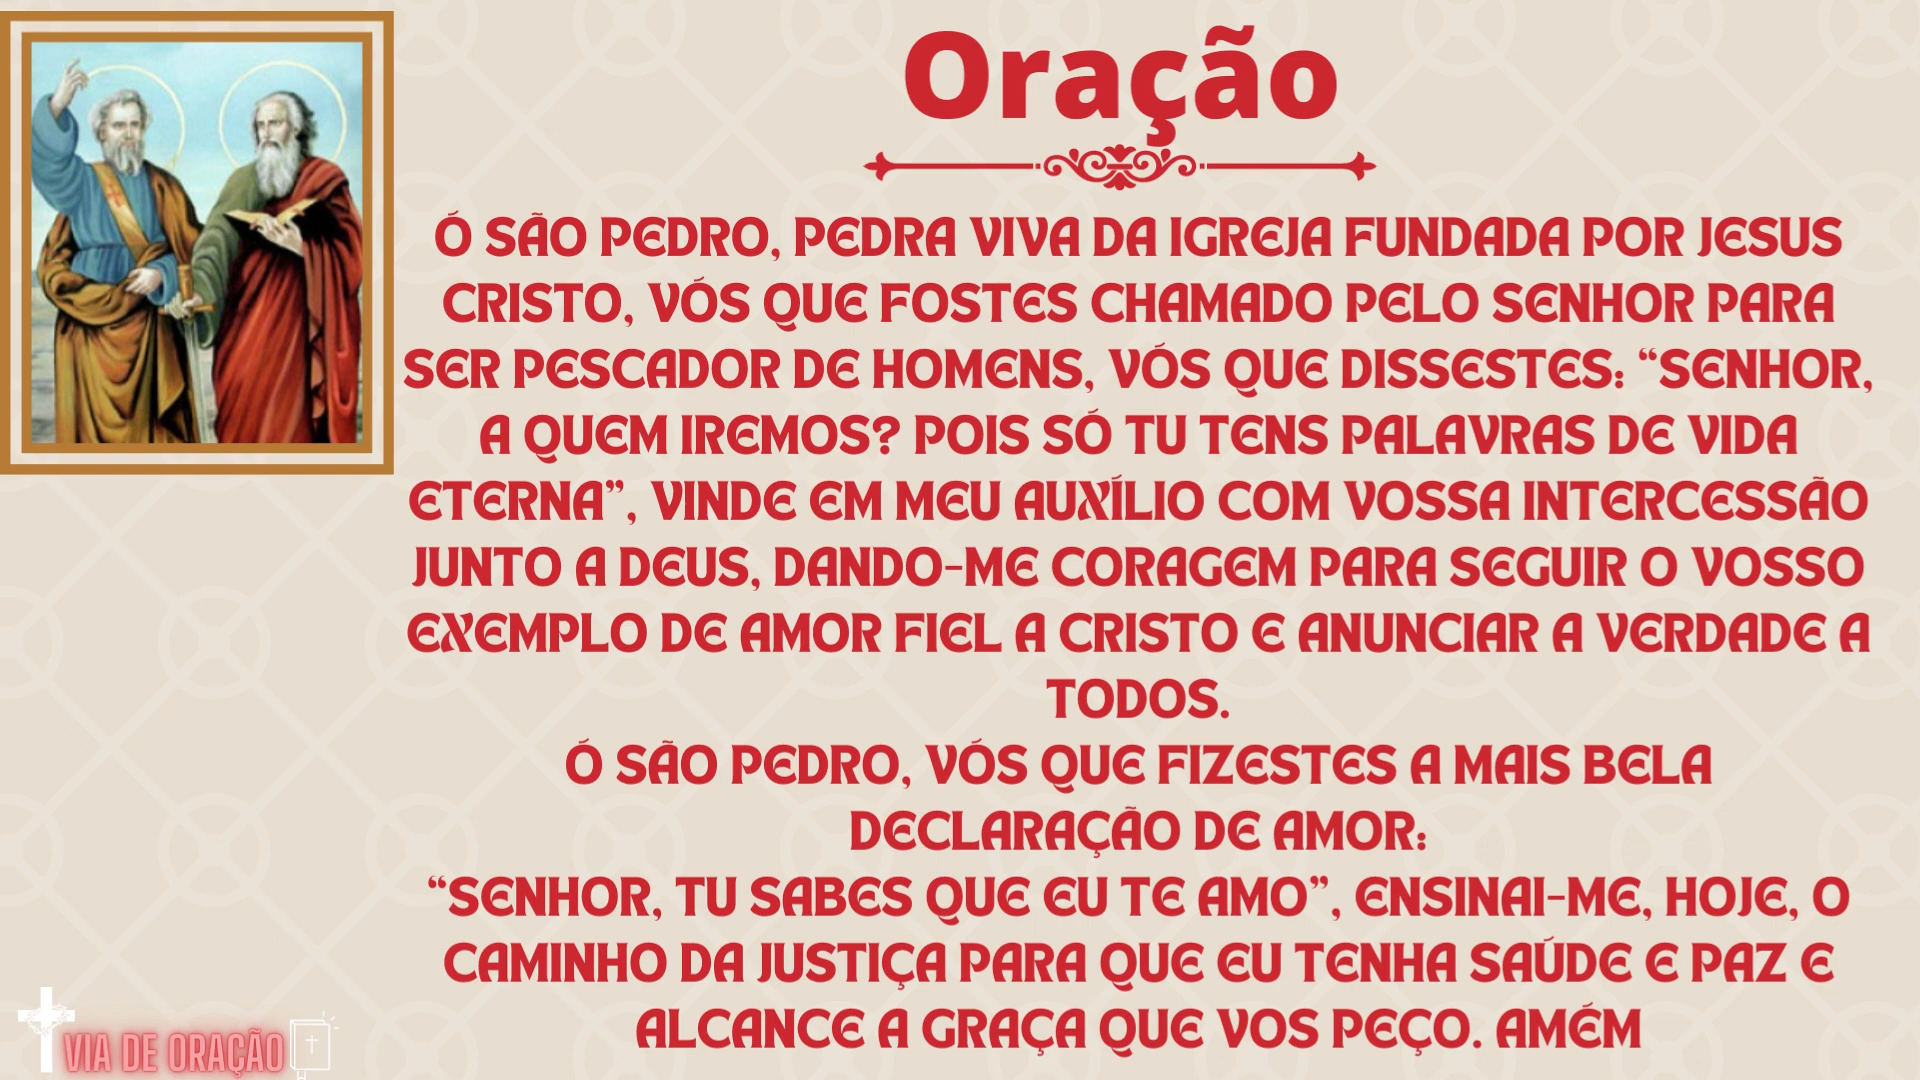 Oração
Ó SÃO PEDRO, PEDRA VIVA DA IGREJA FUNDADA POR JESUS
CRISTO, VÓS QUE FOSTES CHAMADO PELO SENHOR PARA
SER PESCADOR DE HOMENS, VÓS QUE DISSESTES: “SENHOR,
A QUEM IREMOS? POIS SÓ TU TENS PALAVRAS DE VIDA
ETERNA”, VINDE EM MEU AUXÍLIO COM VOSSA INTERCESSÃO
JUNTO A DEUS, DANDO-ME CORAGEM PARA SEGUIR O VOSSO
EXEMPLO DE AMOR FIEL A CRISTO E ANUNCIAR A VERDADE A
TODOS.
Ó SÃO PEDRO, VÓS QUE FIZESTES A MAIS BELA
DECLARAÇÃO DE AMOR:
“SENHOR, TU SABES QUE EU TE AMO”, ENSINAI-ME, HOJE, O
CAMINHO DA JUSTIÇA PARA QUE EU TENHA SAÚDE E PAZ E
ALCANCE A GRAÇA QUE VOS PEÇO. AMÉM
VIA DE ORAÇÃO